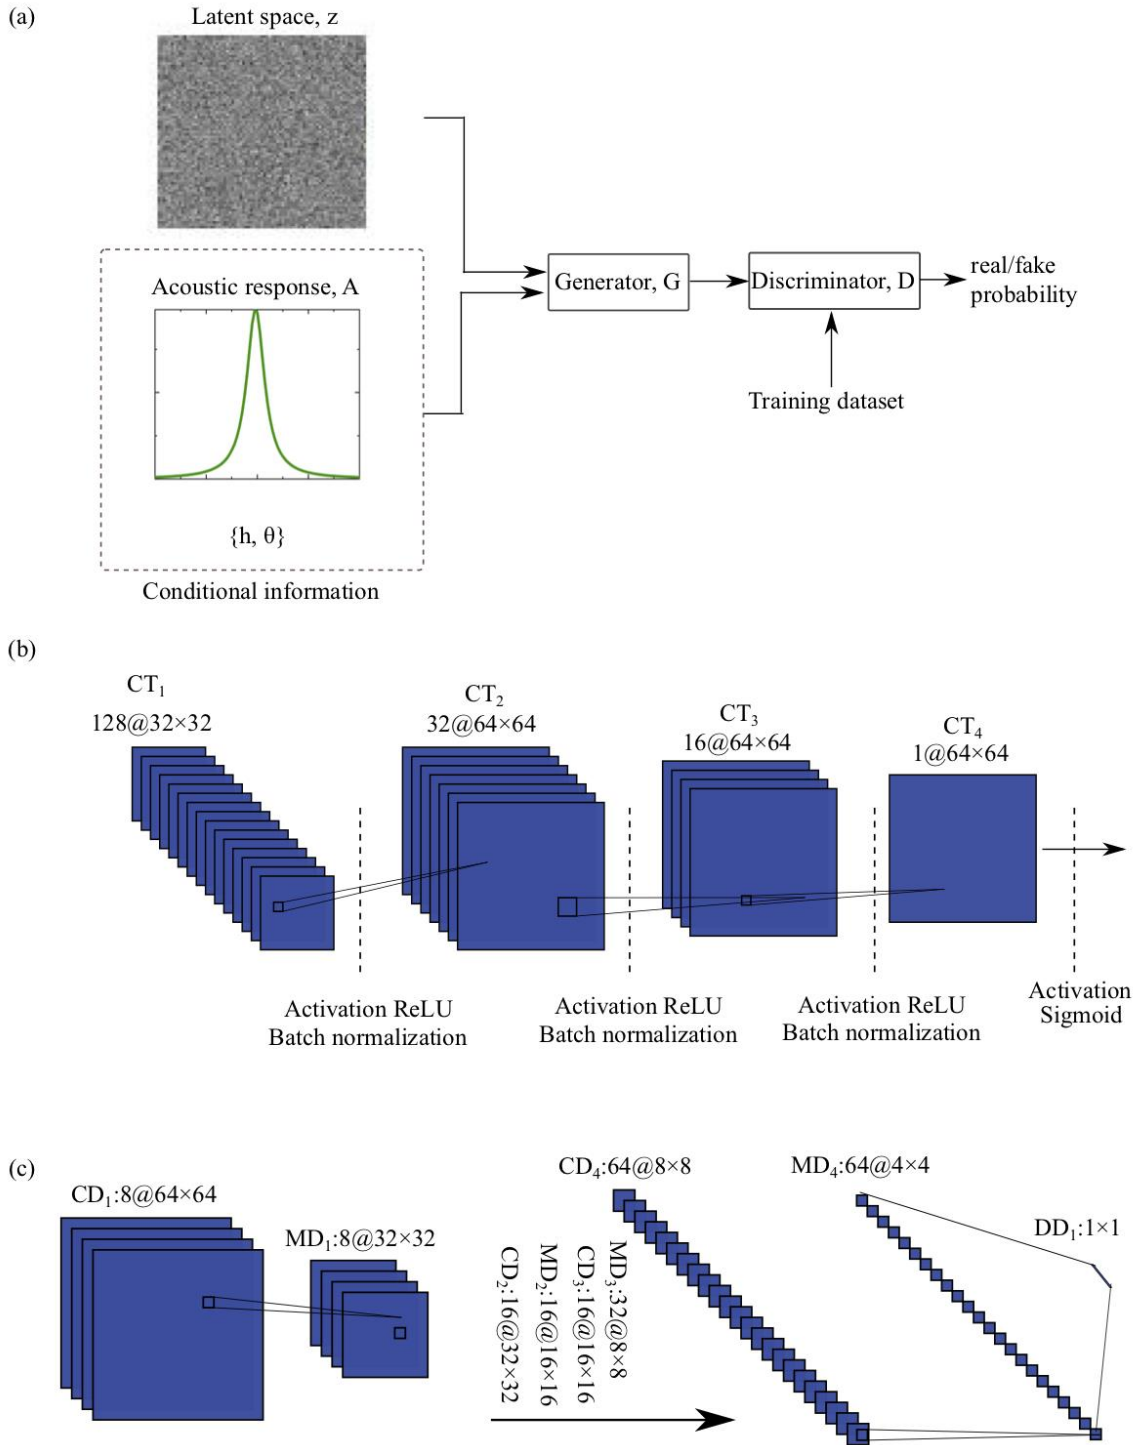 (a)
Latent space, z
Acoustic response, A
{h, θ}
Conditional information
Generator, G
Discriminator, D
real/fake
probability
Training dataset
(b)
CT₁
128@32×32
CT₂
32@64×64
CT₃
16@64×64
CT₄
1@64×64
Activation ReLU
Batch normalization
Activation ReLU
Batch normalization
Activation ReLU
Batch normalization
Activation
Sigmoid
(c)
CD₁:8@64×64
MD₁:8@32×32
CD₂:16@32×32
MD₂:16@16×16
CD₃:16@16×16
MD₃:32@8×8
CD₄:64@8×8
MD₄:64@4×4
DD₁:1×1